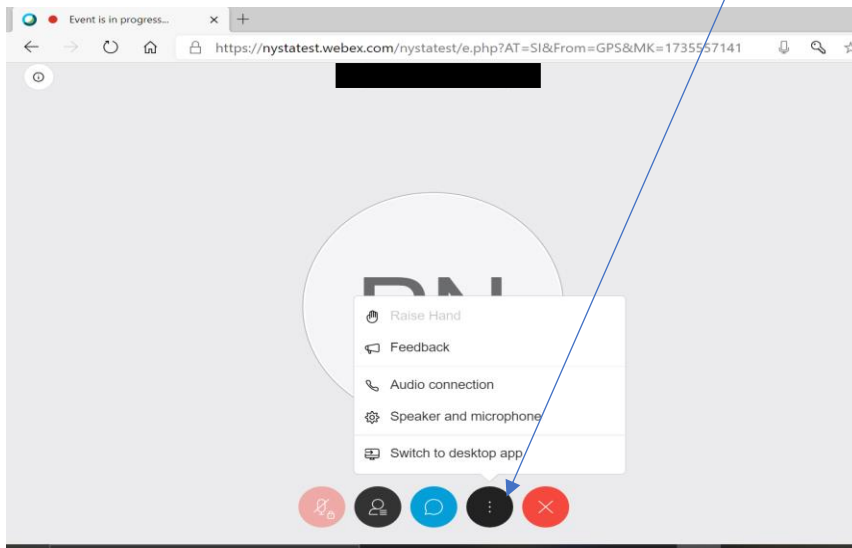 Event is in progress...
https://nystatest.webex.com/nystatest/e.php?AT=SI&From=GPS&MK=1735557141
Raise Hand
Feedback
Audio connection
Speaker and microphone
Switch to desktop app